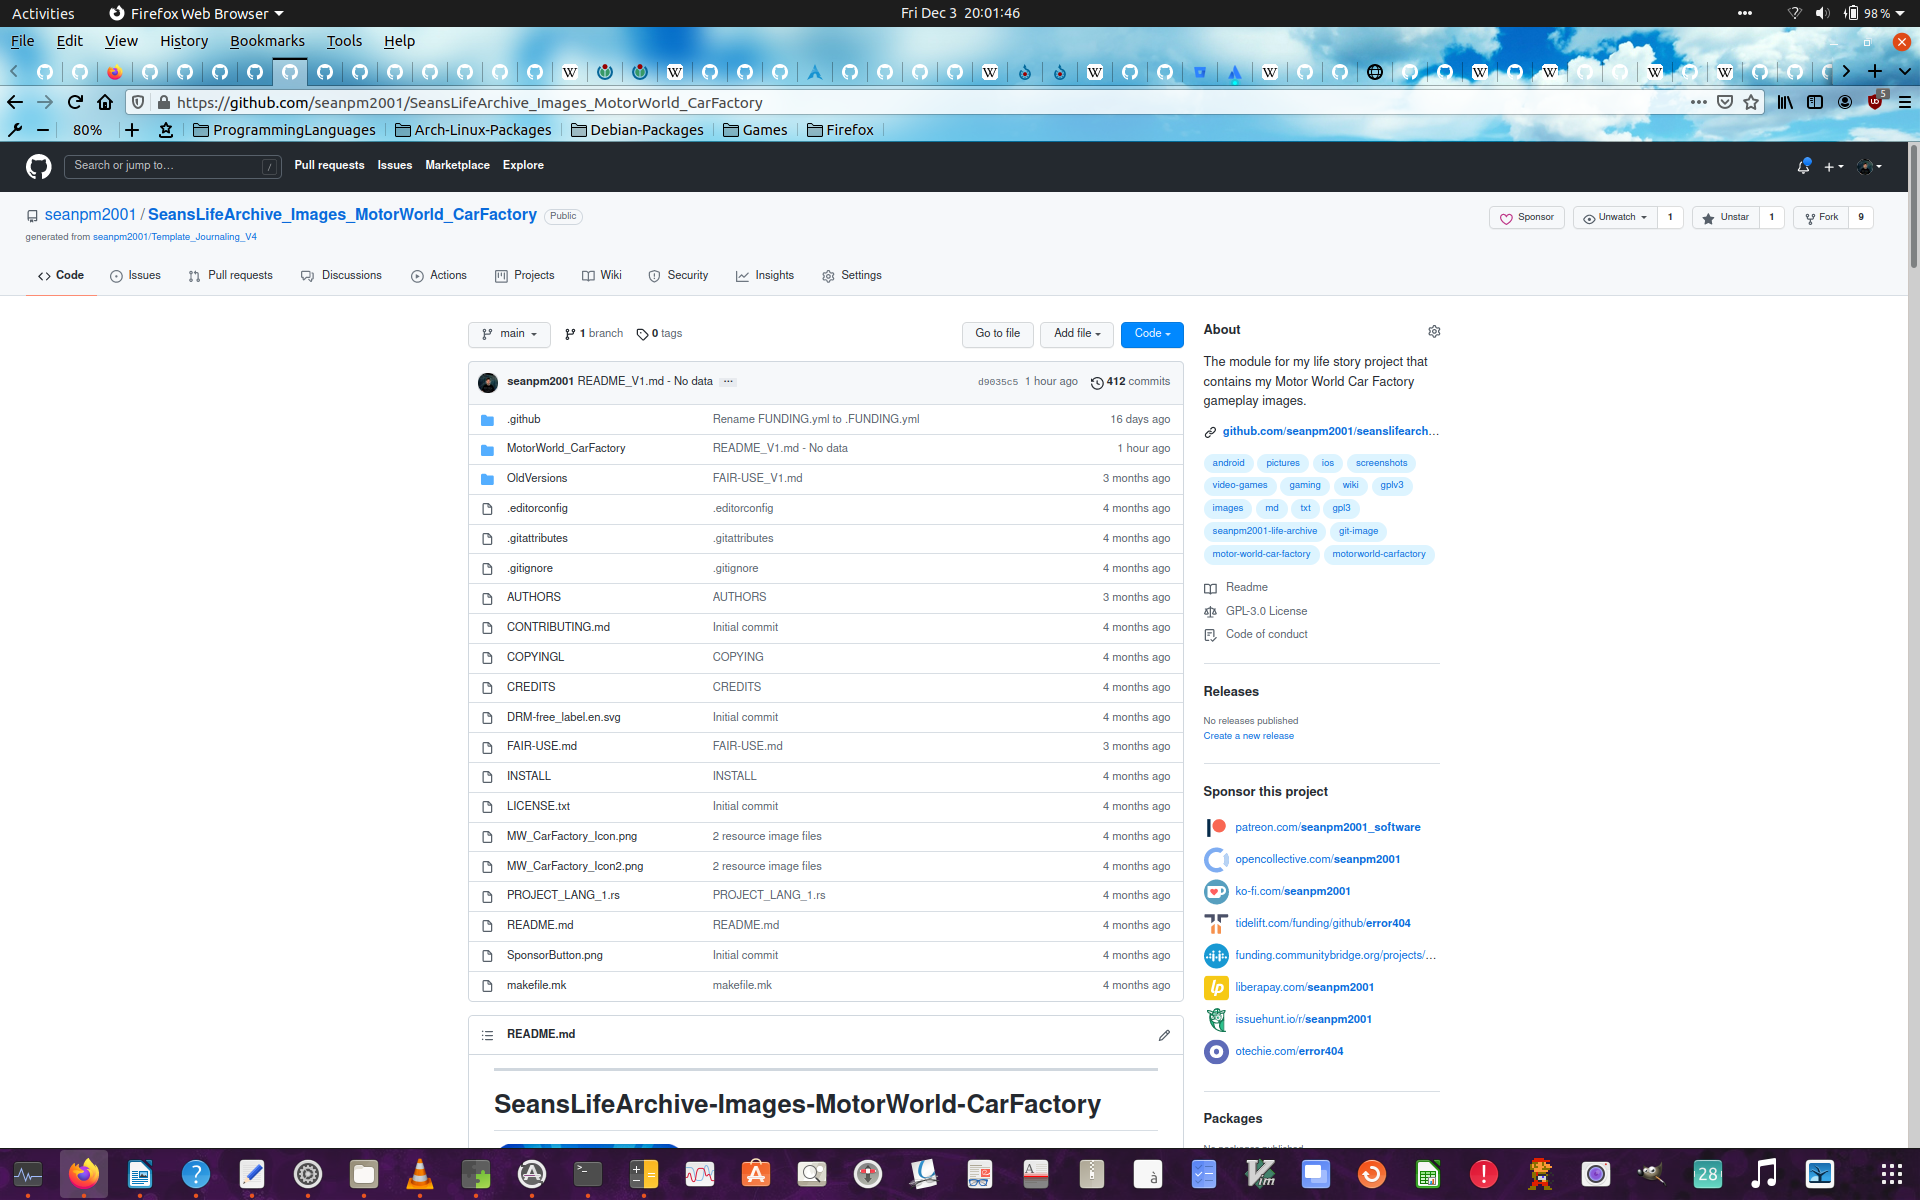 Activities Firefox Web Browser Fri Dec 3 20:01:46 98 %
File Edit View History Bookmarks Tools Help
https://github.com/seanpm2001/SeansLifeArchive_Images_MotorWorld_CarFactory 5
80% ProgrammingLanguages Arch-Linux-Packages Debian-Packages Games Firefox
Search or jump to... / Pull requests Issues Marketplace Explore
seanpm2001 / SeansLifeArchive_Images_MotorWorld_CarFactory Public Sponsor Unwatch 1 Unstar 1 Fork 9
generated from seanpm2001/Template_Journaling_V4
Code Issues Pull requests Discussions Actions Projects Wiki Security Insights Settings
main 1 branch 0 tags Go to file Add file Code
seanpm2001 README_V1.md - No data ... d9035c5 1 hour ago 412 commits
.github Rename FUNDING.yml to .FUNDING.yml 16 days ago
MotorWorld_CarFactory README_V1.md - No data 1 hour ago
OldVersions FAIR-USE_V1.md 3 months ago
.editorconfig .editorconfig 4 months ago
.gitattributes .gitattributes 4 months ago
.gitignore .gitignore 4 months ago
AUTHORS AUTHORS 3 months ago
CONTRIBUTING.md Initial commit 4 months ago
COPYINGL COPYING 4 months ago
CREDITS CREDITS 4 months ago
DRM-free_label.en.svg Initial commit 4 months ago
FAIR-USE.md FAIR-USE.md 3 months ago
INSTALL INSTALL 4 months ago
LICENSE.txt Initial commit 4 months ago
MW_CarFactory_Icon.png 2 resource image files 4 months ago
MW_CarFactory_Icon2.png 2 resource image files 4 months ago
PROJECT_LANG_1.rs PROJECT_LANG_1.rs 4 months ago
README.md README.md 4 months ago
SponsorButton.png Initial commit 4 months ago
makefile.mk makefile.mk 4 months ago
README.md
SeansLifeArchive-Images-MotorWorld-CarFactory
About
The module for my life story project that
contains my Motor World Car Factory
gameplay images.
github.com/seanpm2001/seanslifearch...
android pictures ios screenshots
video-games gaming wiki gplv3
images md txt gpl3
seanpm2001-life-archive git-image
motor-world-car-factory motorworld-carfactory
Readme
GPL-3.0 License
Code of conduct
Releases
No releases published
Create a new release
Sponsor this project
patreon.com/seanpm2001_software
opencollective.com/seanpm2001
ko-fi.com/seanpm2001
tidelift.com/funding/github/error404
funding.communitybridge.org/projects/...
liberapay.com/seanpm2001
issuehunt.io/r/seanpm2001
otechie.com/error404
Packages
28